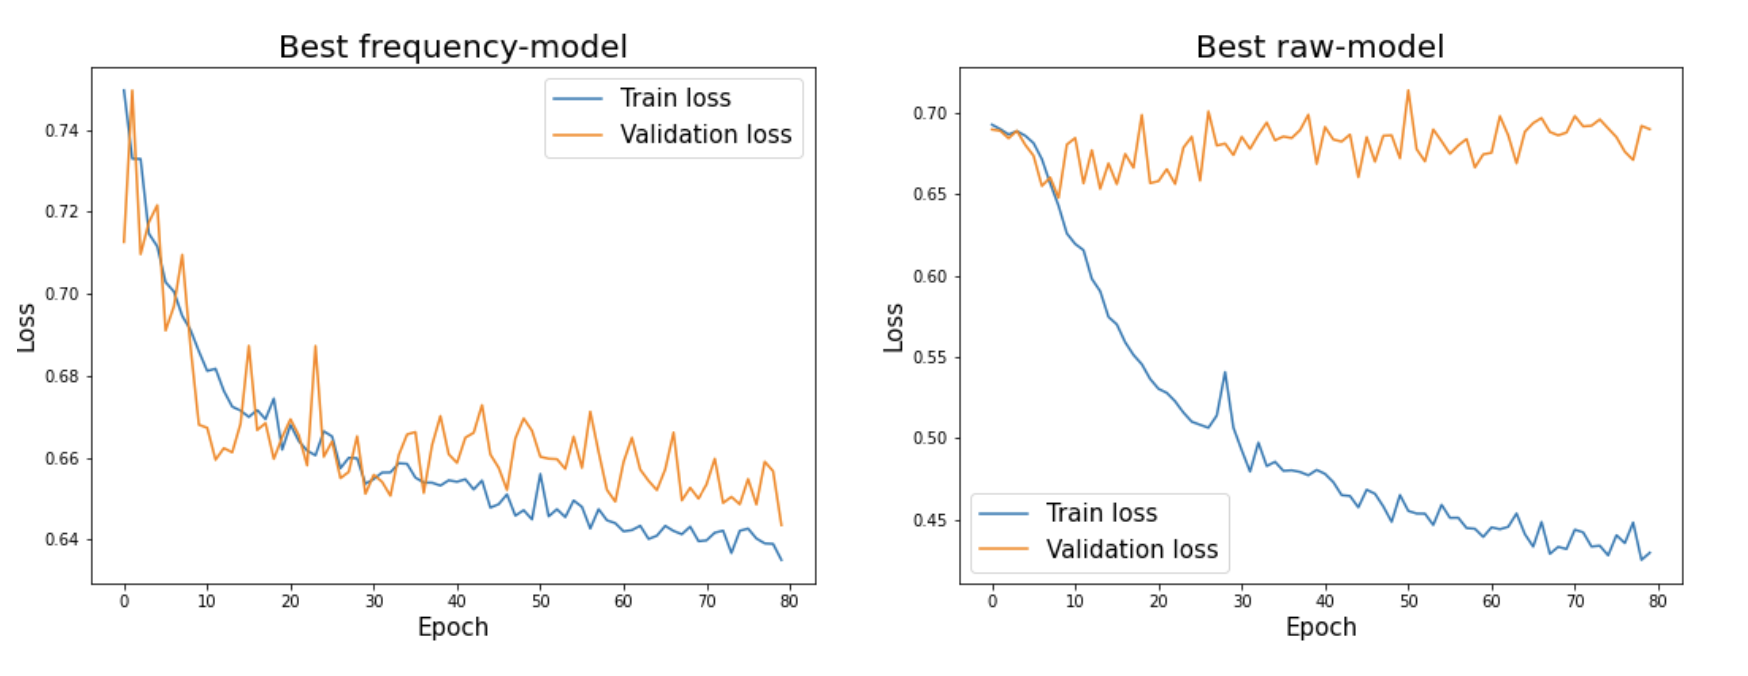 Best frequency-model
Train loss
Validation loss
0.74
0.72
0.70
0.68
0.66
0.64
Loss
0 10 20 30 40 50 60 70 80
Epoch
Best raw-model
0.70
0.65
0.60
0.55
0.50
0.45
Loss
Train loss
Validation loss
0 10 20 30 40 50 60 70 80
Epoch